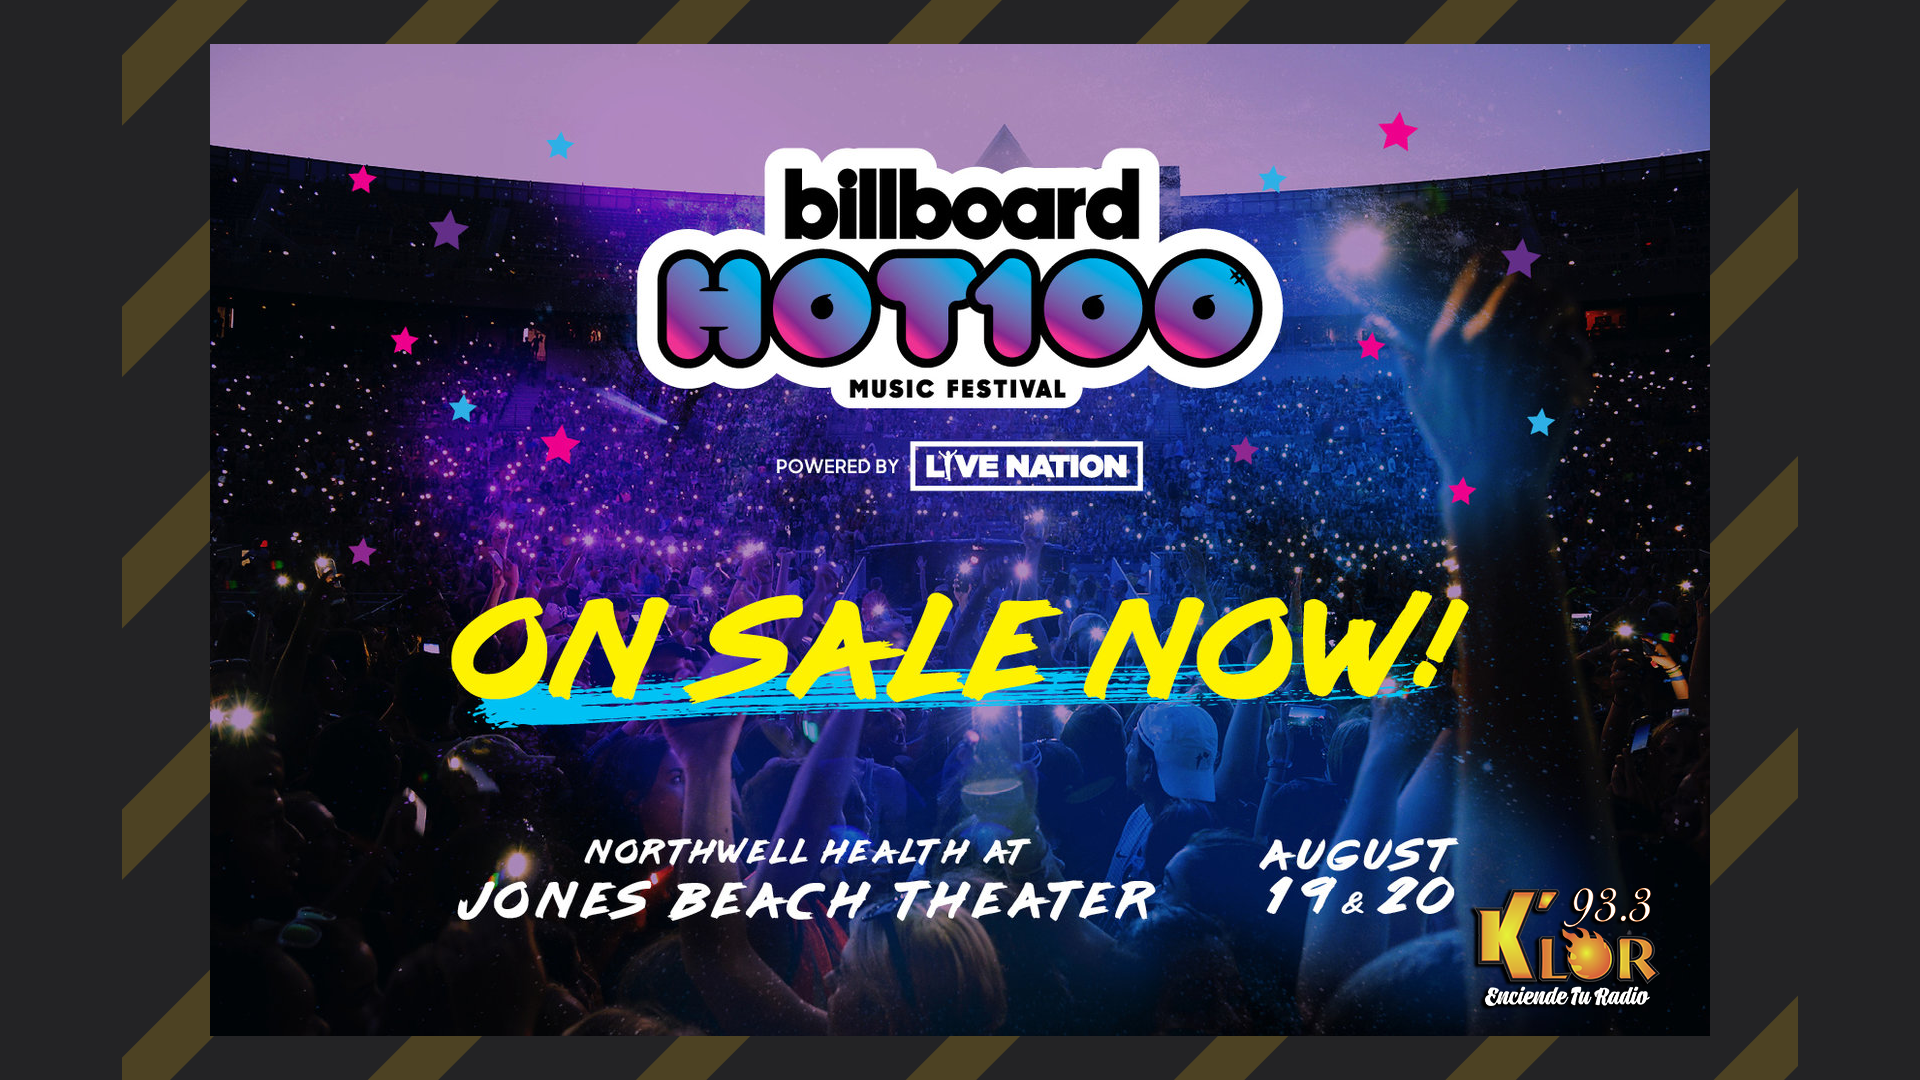 billboard
HOT100
MUSIC FESTIVAL
POWERED BY LIVE NATION
ON SALE NOW!
NORTHWELL HEALTH AT
JONES BEACH THEATER
AUGUST
19 & 20
93.3
K'LOR
Enciende Tu Radio